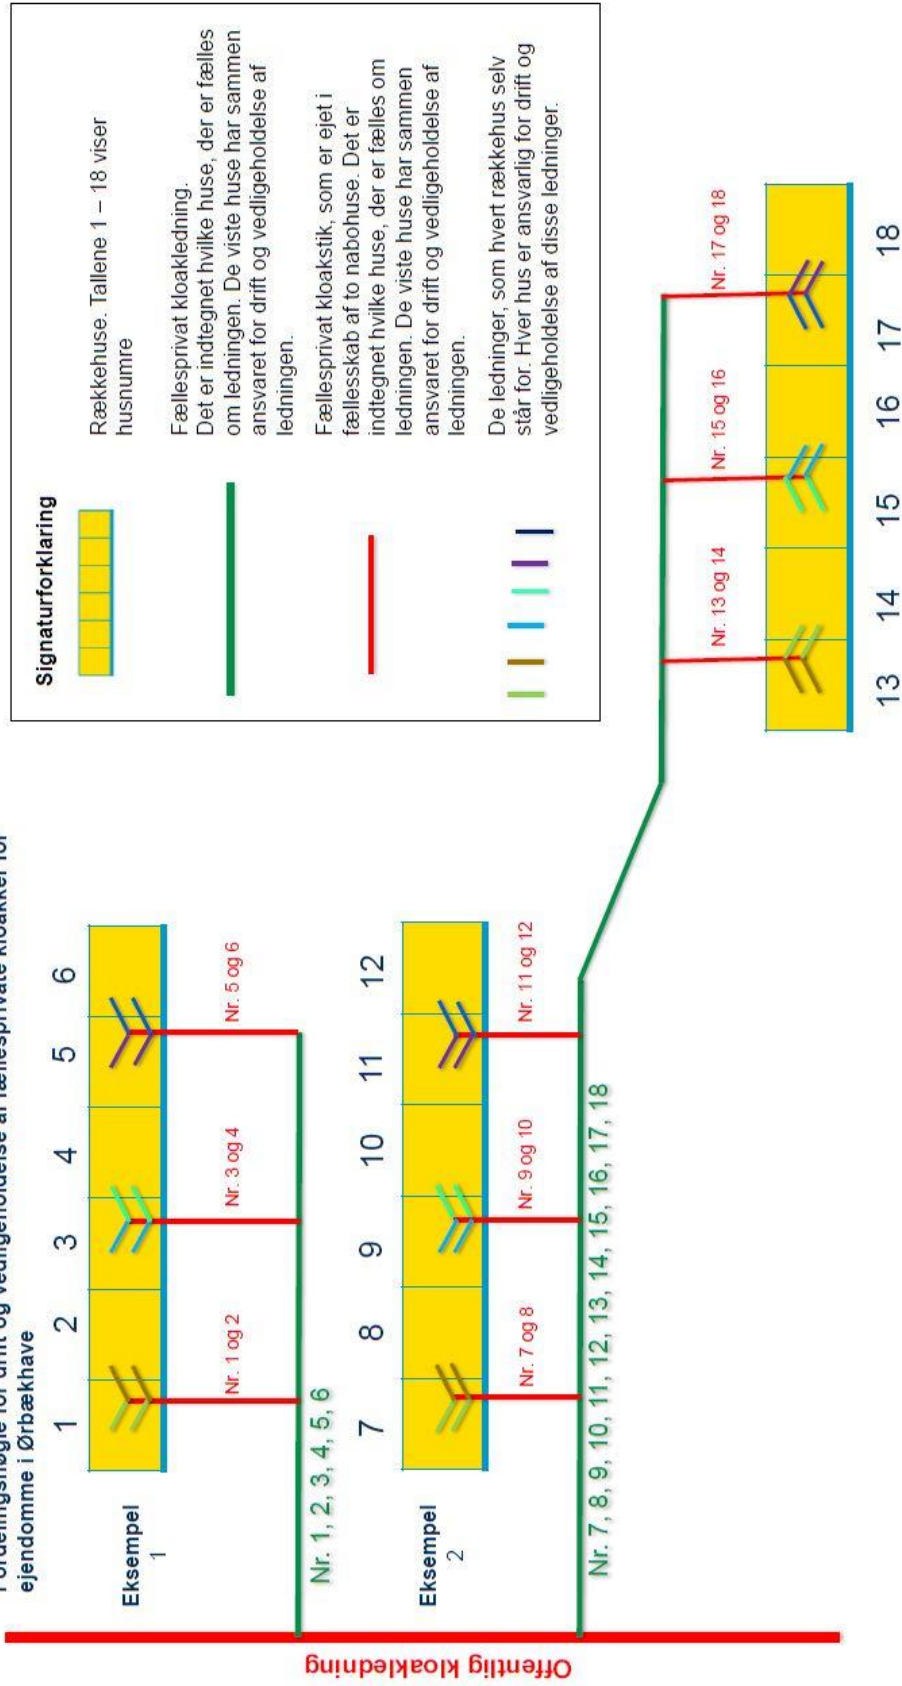 ejendomme i Ørbækhave
Eksempel
1
1 2 3 4 5 6
Nr. 1 og 2
Nr. 3 og 4
Nr. 5 og 6
Nr. 1, 2, 3, 4, 5, 6
Eksempel
2
7 8 9 10 11 12
Nr. 7 og 8
Nr. 9 og 10
Nr. 11 og 12
Nr. 7, 8, 9, 10, 11, 12, 13, 14, 15, 16, 17, 18
Offentlig kloakledning
Nr. 13 og 14
Nr. 15 og 16
Nr. 17 og 18
13 14 15 16 17 18
Signaturforklaring
Rækkehuse. Tallene 1 – 18 viser
husnumre
Fællesprivat kloakledning.
Det er indtegnet hvilke huse, der er fælles
om ledningen. De viste huse har sammen
ansvaret for drift og vedligeholdelse af
ledningen.
Fællesprivat kloakstik, som er ejet i
fællesskab af to nabohuse. Det er
indtegnet hvilke huse, der er fælles om
ledningen. De viste huse har sammen
ansvaret for drift og vedligeholdelse af
ledningen.
De ledninger, som hvert rækkehus selv
står for. Hver hus er ansvarlig for drift og
vedligeholdelse af disse ledninger.